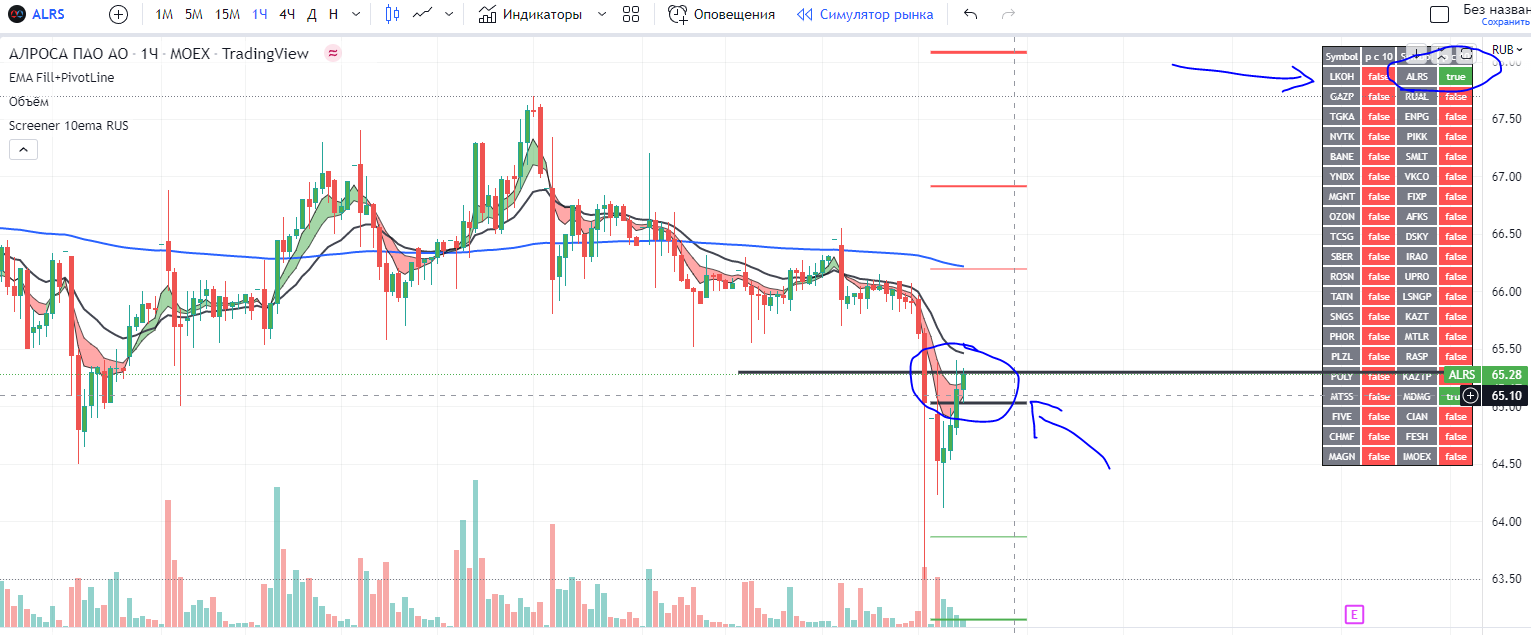 ALRS 1М 5М 15М 1Ч 4Ч Д Н Индикаторы Оповещения Симулятор рынка Без назван
Сохранить
АЛРОСА ПАО АО · 1Ч · MOEX · TradingView
EMA Fill+PivotLine
Объём
Screener 10ema RUS
RUB
Symbol p c 10
LKOH false ALRS true
GAZP false RUAL false
TGKA false ENPG false
NVTK false PIKK false
BANE false SMLT false
YNDX false VKCO false
MGNT false FIXP false
OZON false AFKS false
TCSG false DSKY false
SBER false IRAO false
ROSN false UPRO false
TATN false LSNGP false
SNGS false KAZT false
PHOR false MTLR false
PLZL false RASP false
POLY false KAZTP
MTSS false MDMG tru
FIVE false CIAN false
CHMF false FESH false
MAGN false IMOEX false
68.00
67.50
67.00
66.50
66.00
65.50
ALRS 65.28
65.10
65.00
64.50
64.00
63.50
E